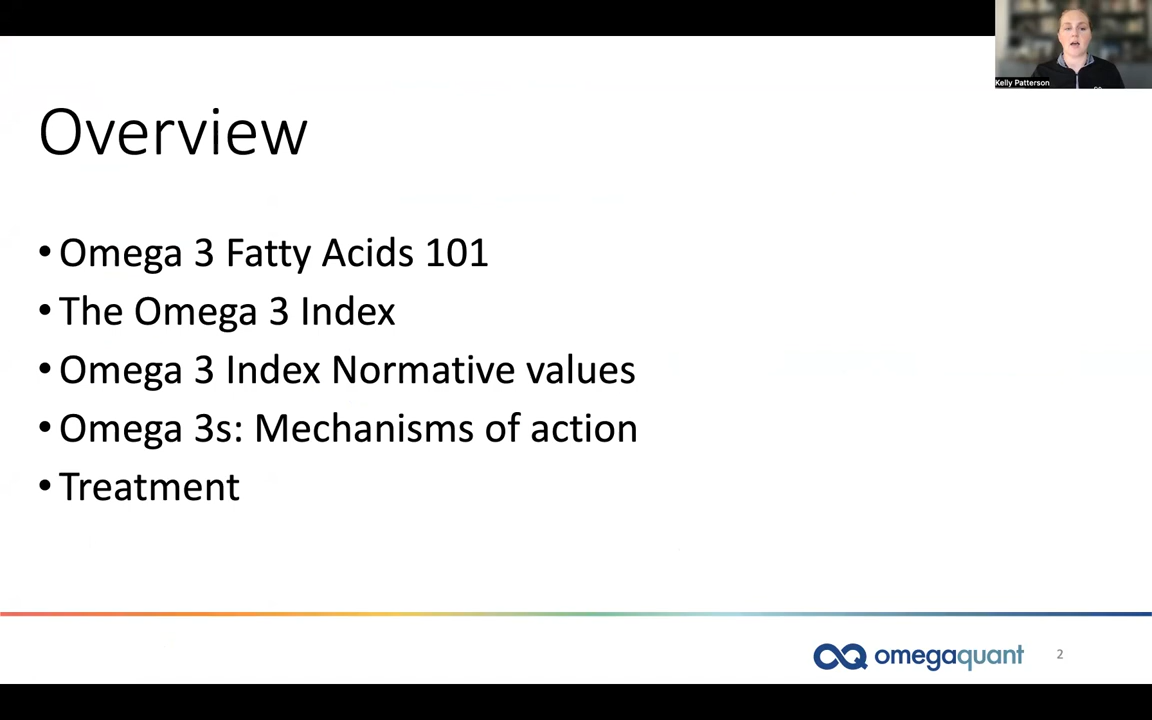 Kelly Patterson
Overview
• Omega 3 Fatty Acids 101
• The Omega 3 Index
• Omega 3 Index Normative values
• Omega 3s: Mechanisms of action
• Treatment
omegaquant
2